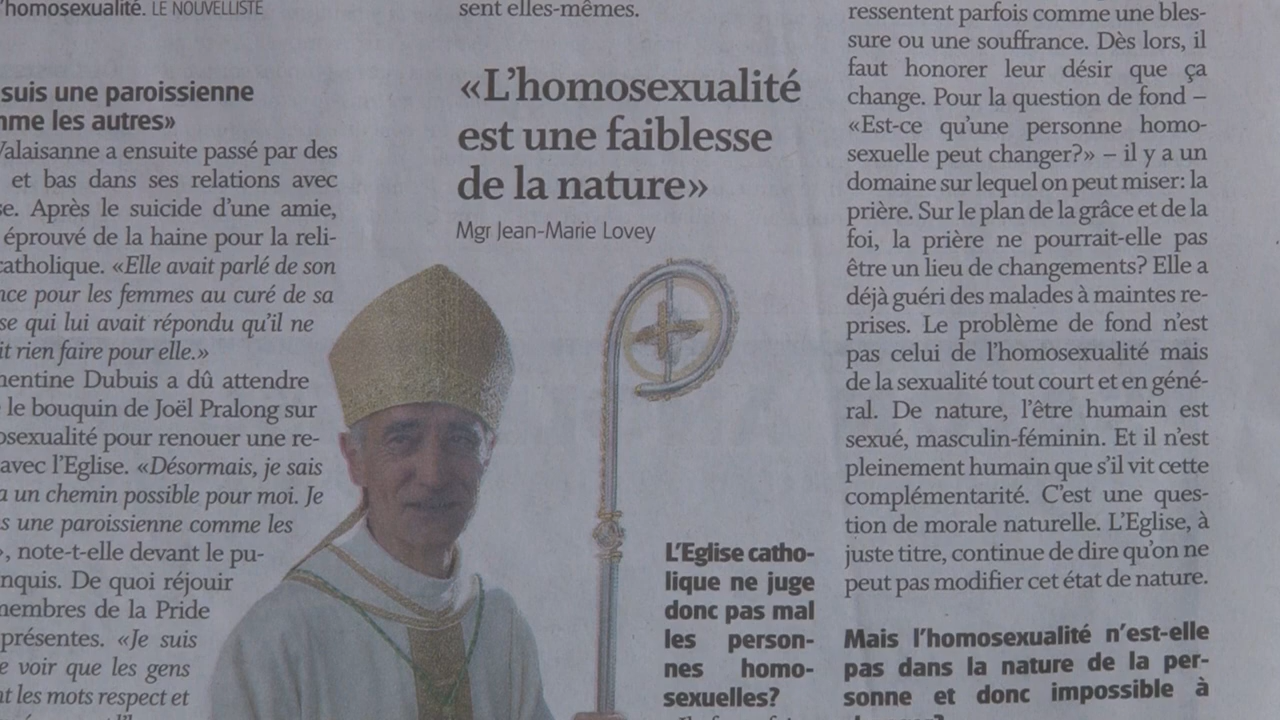 'homosexualité. LE NOUVELLISTE
suis une paroissienne
mme les autres»
Valaisanne a ensuite passé par des
et bas dans ses relations avec
se. Après le suicide d'une amie,
éprouvé de la haine pour la reli-
catholique. «Elle avait parlé de son
nce pour les femmes au curé de sa
se qui lui avait répondu qu'il ne
it rien faire pour elle.»
mentine Dubuis a dû attendre
le bouquin de Joël Pralong sur
osexualité pour renouer une re-
avec l'Eglise. «Désormais, je sais
a un chemin possible pour moi. Je
s une paroissienne comme les
», note-t-elle devant le pu-
nquis. De quoi réjouir
membres de la Pride
présentes. «Je suis
e voir que les gens
nt les mots respect et
sent elles-mêmes.
«L'homosexualité
est une faiblesse
de la nature»
Mgr Jean-Marie Lovey
L'Eglise catho-
lique ne juge
donc pas mal
les person-
nes homo-
sexuelles?
ressentent parfois comme une bles-
sure ou une souffrance. Dès lors, il
faut honorer leur désir que ça
change. Pour la question de fond –
«Est-ce qu'une personne homo-
sexuelle peut changer?» – il y a un
domaine sur lequel on peut miser: la
prière. Sur le plan de la grâce et de la
foi, la prière ne pourrait-elle pas
être un lieu de changements? Elle a
déjà guéri des malades à maintes re-
prises. Le problème de fond n'est
pas celui de l'homosexualité mais
de la sexualité tout court et en géné-
ral. De nature, l'être humain est
sexué, masculin-féminin. Et il n'est
pleinement humain que s'il vit cette
complémentarité. C'est une ques-
tion de morale naturelle. L'Eglise, à
juste titre, continue de dire qu'on ne
peut pas modifier cet état de nature.
Mais l'homosexualité n'est-elle
pas dans la nature de la per-
sonne et donc impossible à